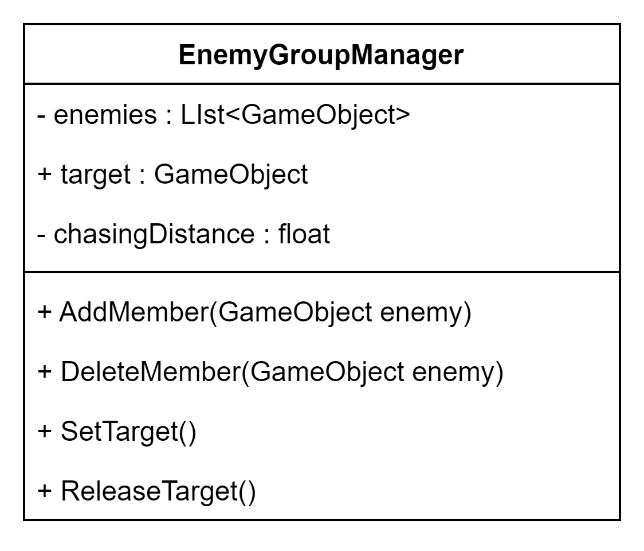 EnemyGroupManager
- enemies : LIst<GameObject>
+ target : GameObject
- chasingDistance : float
+ AddMember(GameObject enemy)
+ DeleteMember(GameObject enemy)
+ SetTarget()
+ ReleaseTarget()